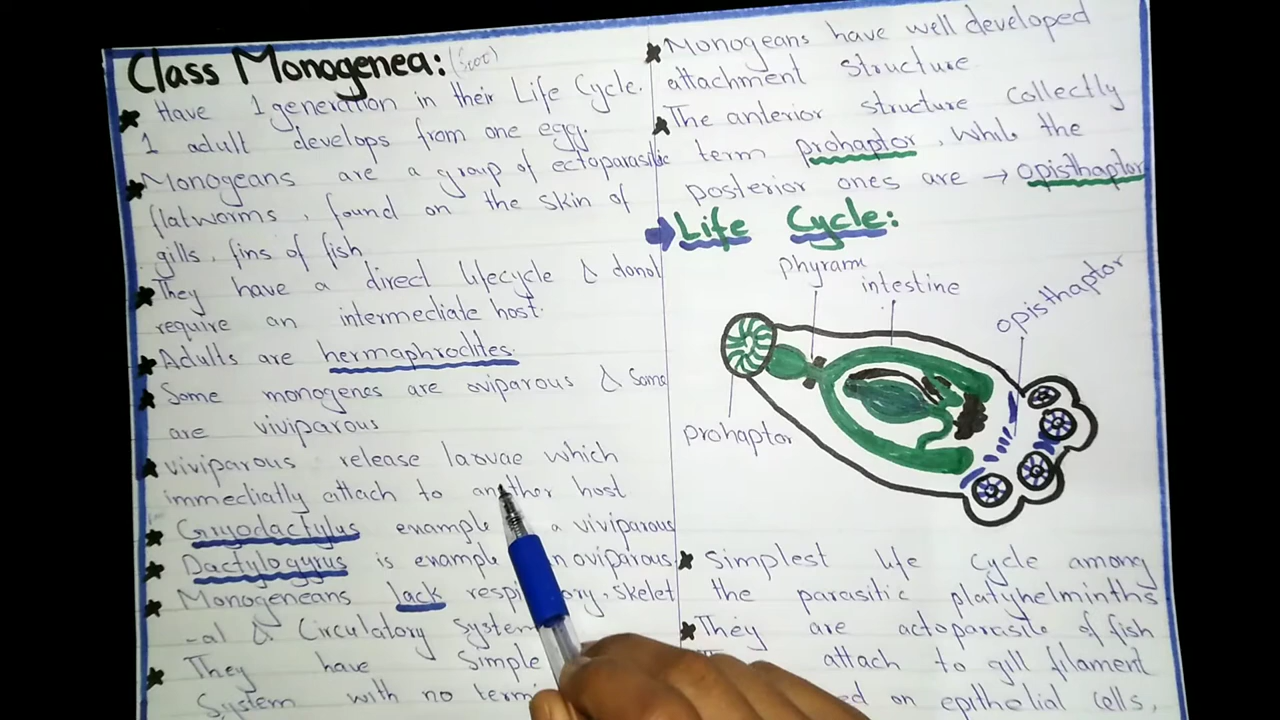 Class Monogenea:
Have 1 generation in their Life Cycle.
1 adult develops from one egg.
Monogeans are a group of ectoparasitic
flatworms, found on the skin of
gills, fins of fish
They have a direct lifecycle & donot
require an intermediate host.
Adults are hermaphrodites.
Some monogenes are oviparous & Some
are viviparous
viviparous release larvae which
immediatly attach to another host
Gryodactylus example a viviparous
Dactylogyrus is example oviparous
Monogeneans lack Skelet
-al & Circulatory System
They have Simple
System with no
Monogeans have well developed
attachment structure
The anterior structure collectly
term prohaptor, While the
posterior ones are → opisthaptor
Life Cycle:
phyramx
intestine
opisthaptor
prohaptor
Simplest life Cycle among
the parasitic platyhelminths
They are actoparasite of fish
attach to gill filament
on epithelial cells,